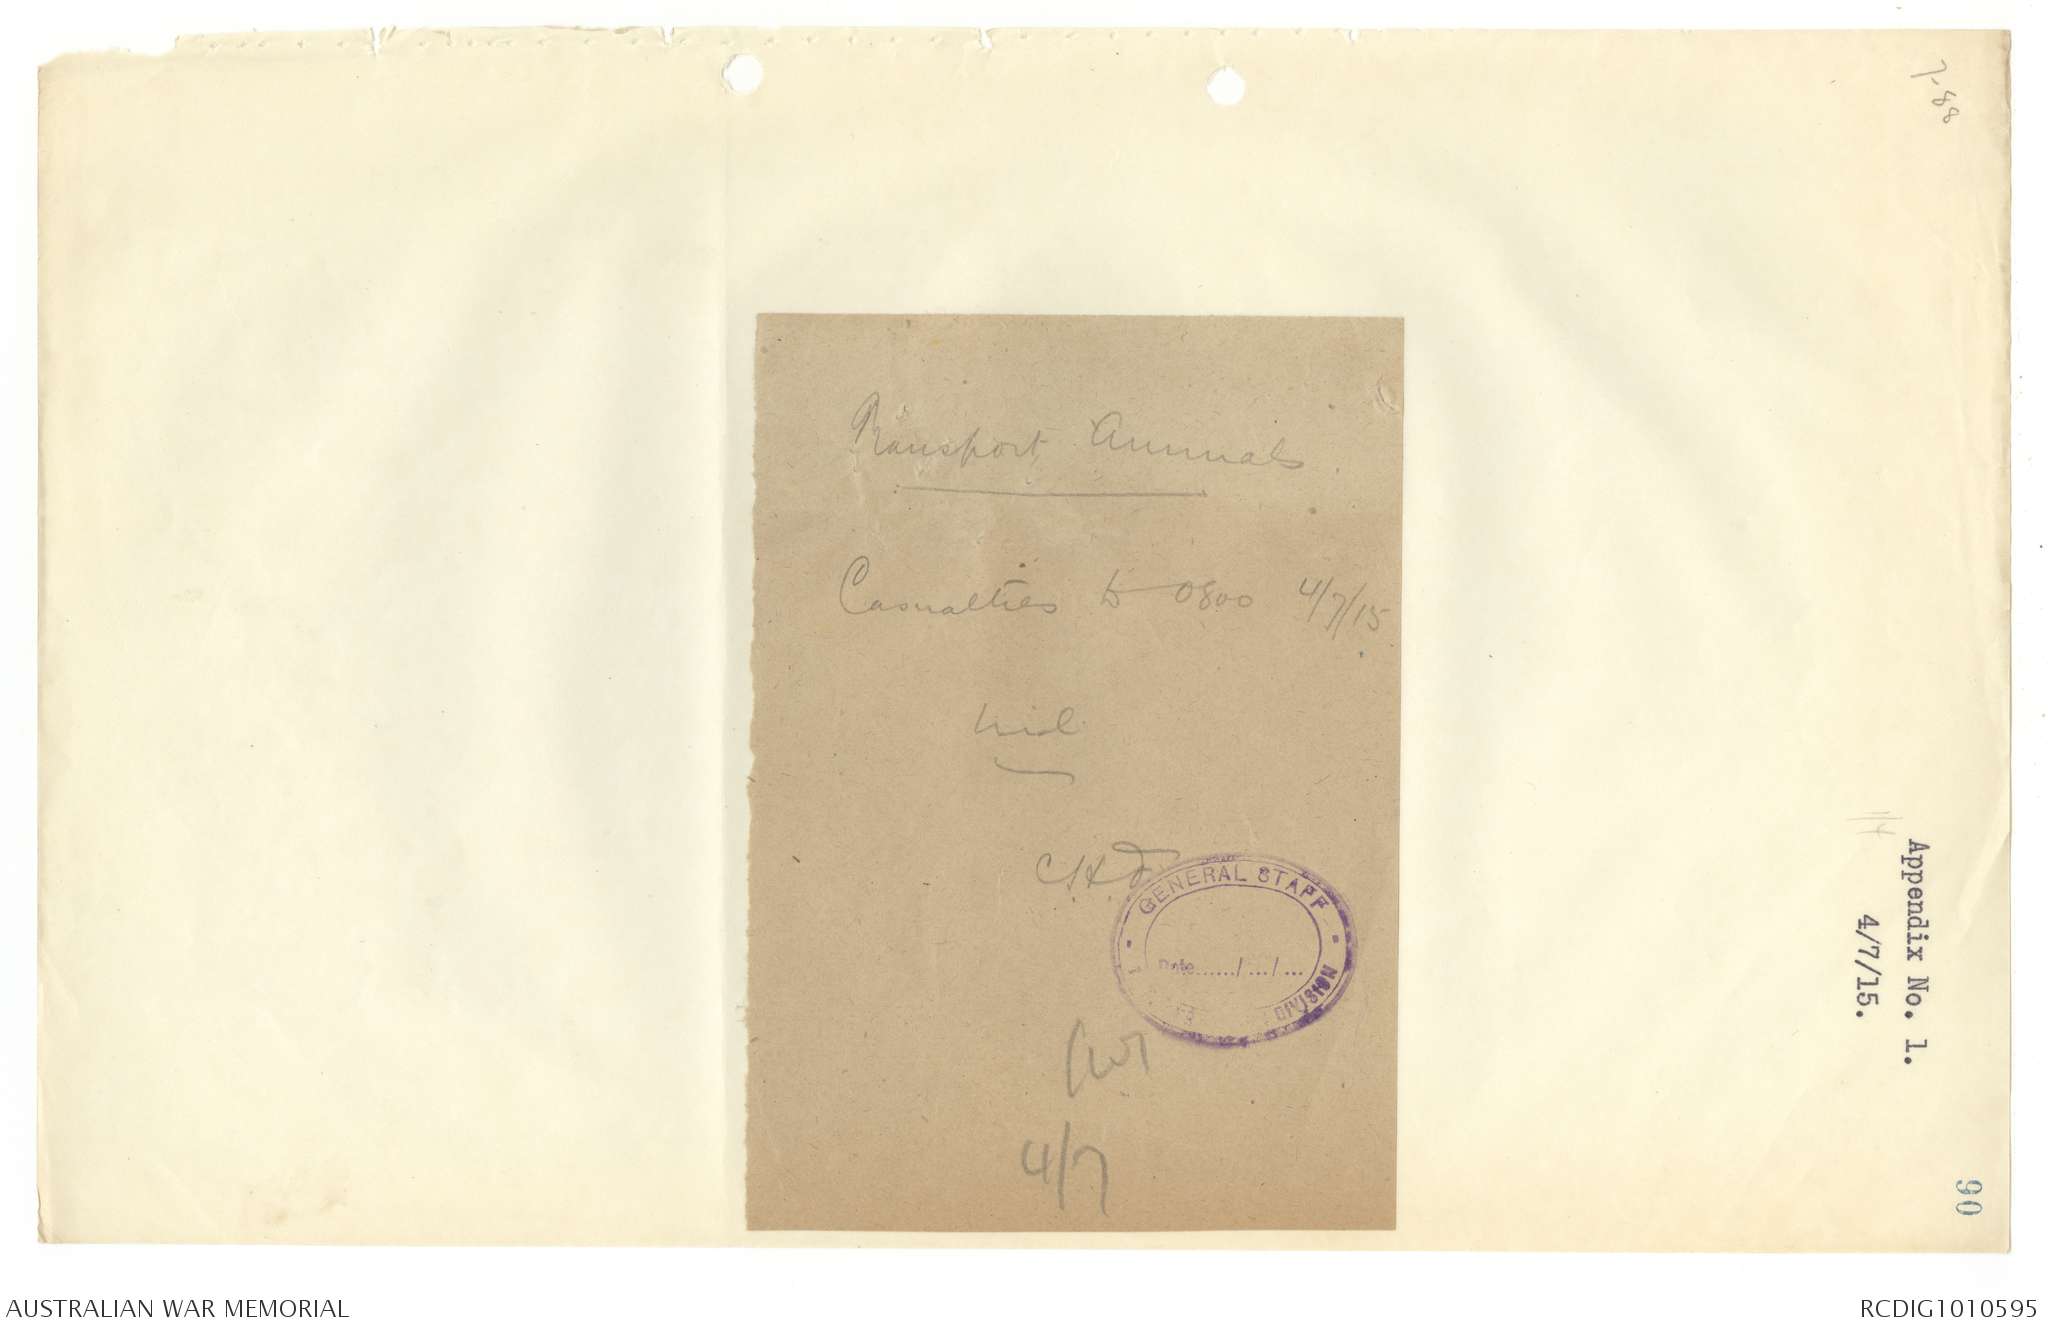 7.88
Transport Animals.
Casualties to 0800 4/7/15
Nil
GENERAL STAFF
Date....../.../...
DIVISION
4/7
Appendix No. 1.
4/7/15.
90
AUSTRALIAN WAR MEMORIAL
RCDIG1010595